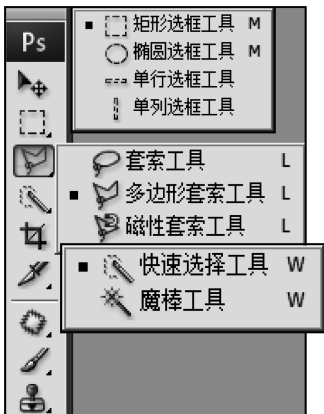 矩形选框工具 M
椭圆选框工具 M
单行选框工具
单列选框工具
Ps
套索工具 L
多边形套索工具 L
磁性套索工具 L
快速选择工具 W
魔棒工具 W